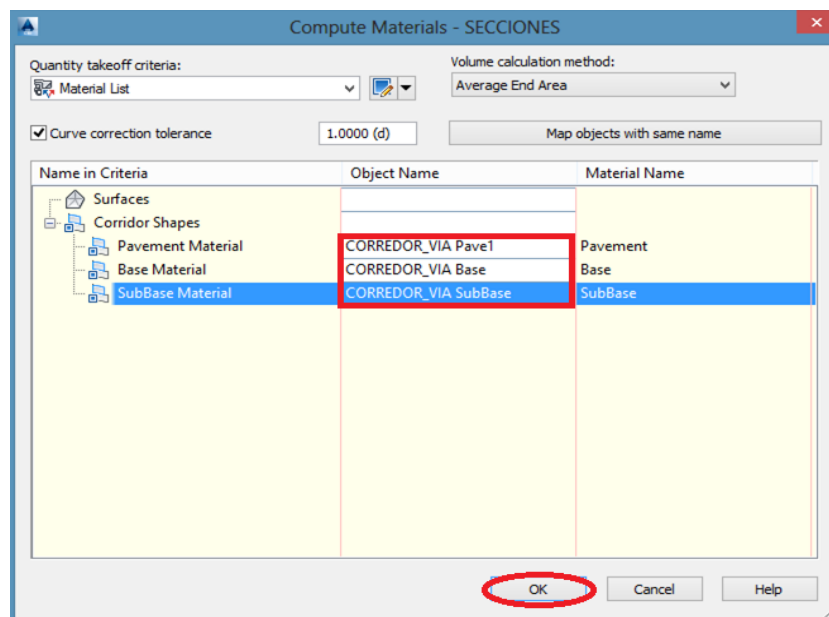 Compute Materials - SECCIONES
Quantity takeoff criteria:
Volume calculation method:
Material List
Average End Area
Curve correction tolerance
1.0000 (d)
Map objects with same name
Name in Criteria Object Name Material Name
Surfaces
Corridor Shapes
Pavement Material CORREDOR_VIA Pave1 Pavement
Base Material CORREDOR_VIA Base Base
SubBase Material CORREDOR_VIA SubBase SubBase
OK Cancel Help